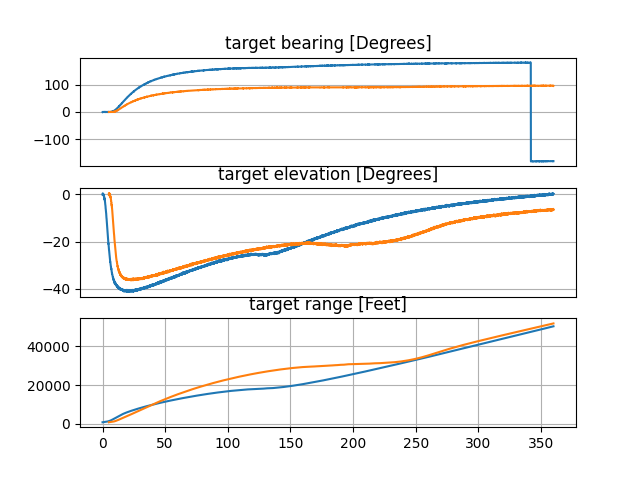 target bearing [Degrees]
100
0
−100
target elevation [Degrees]
0
−20
−40
target range [Feet]
40000
20000
0
0 50 100 150 200 250 300 350